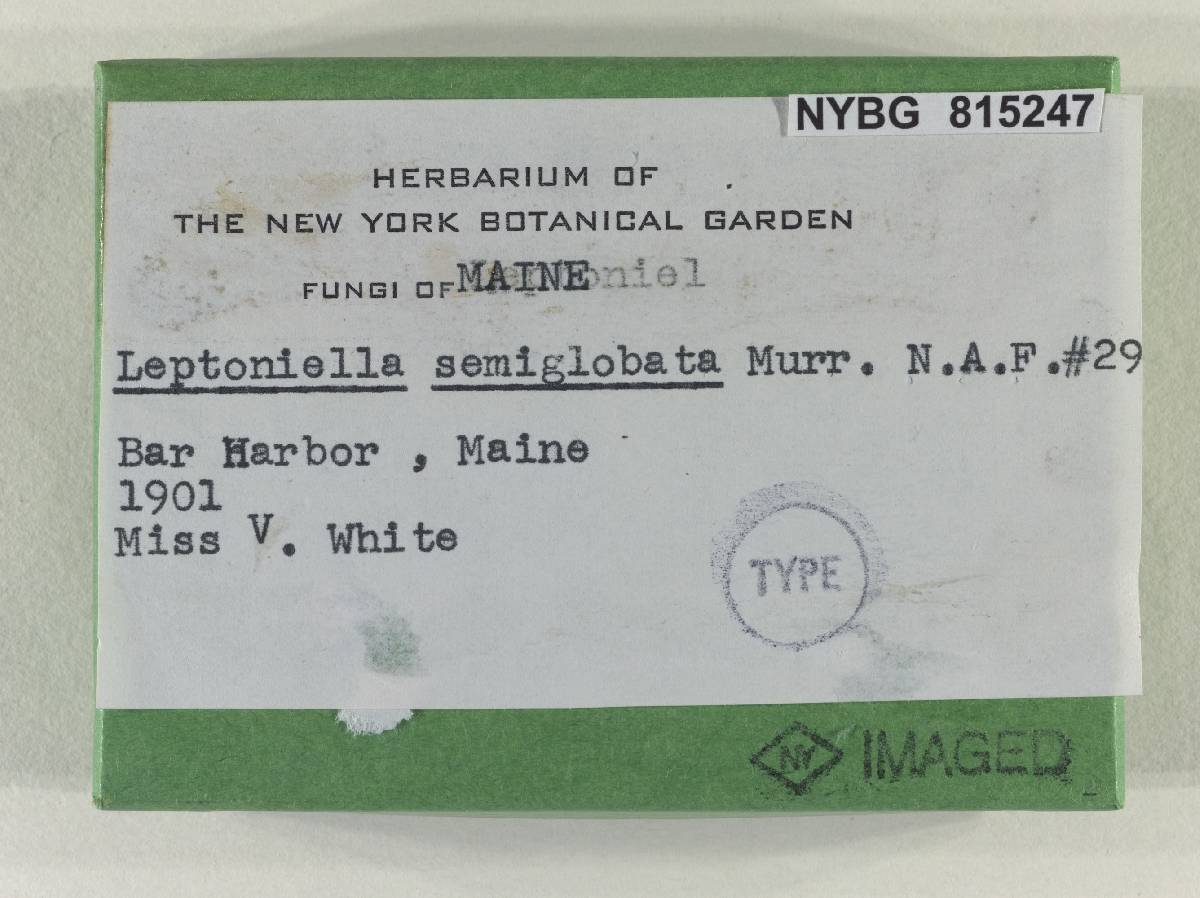 NYBG 815247
HERBARIUM OF
THE NEW YORK BOTANICAL GARDEN
FUNGI OF MAINE
Leptoniella semiglobata Murr. N.A.F.#29
Bar Harbor , Maine
1901
Miss V. White
TYPE
NY IMAGED